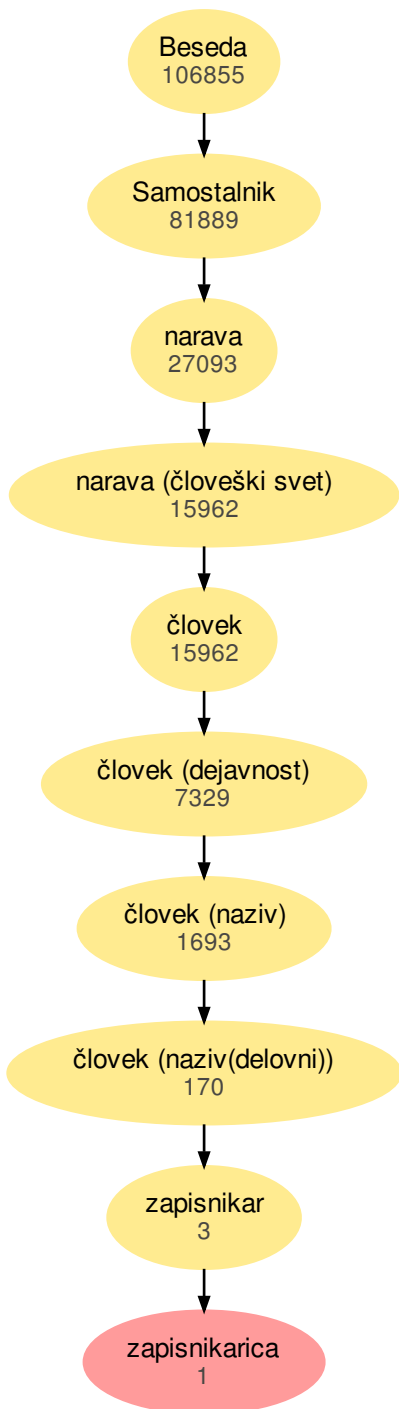 Beseda
106855
Samostalnik
81889
narava
27093
narava (človeški svet)
15962
človek
15962
človek (dejavnost)
7329
človek (naziv)
1693
človek (naziv(delovni))
170
zapisnikar
3
zapisnikarica
1